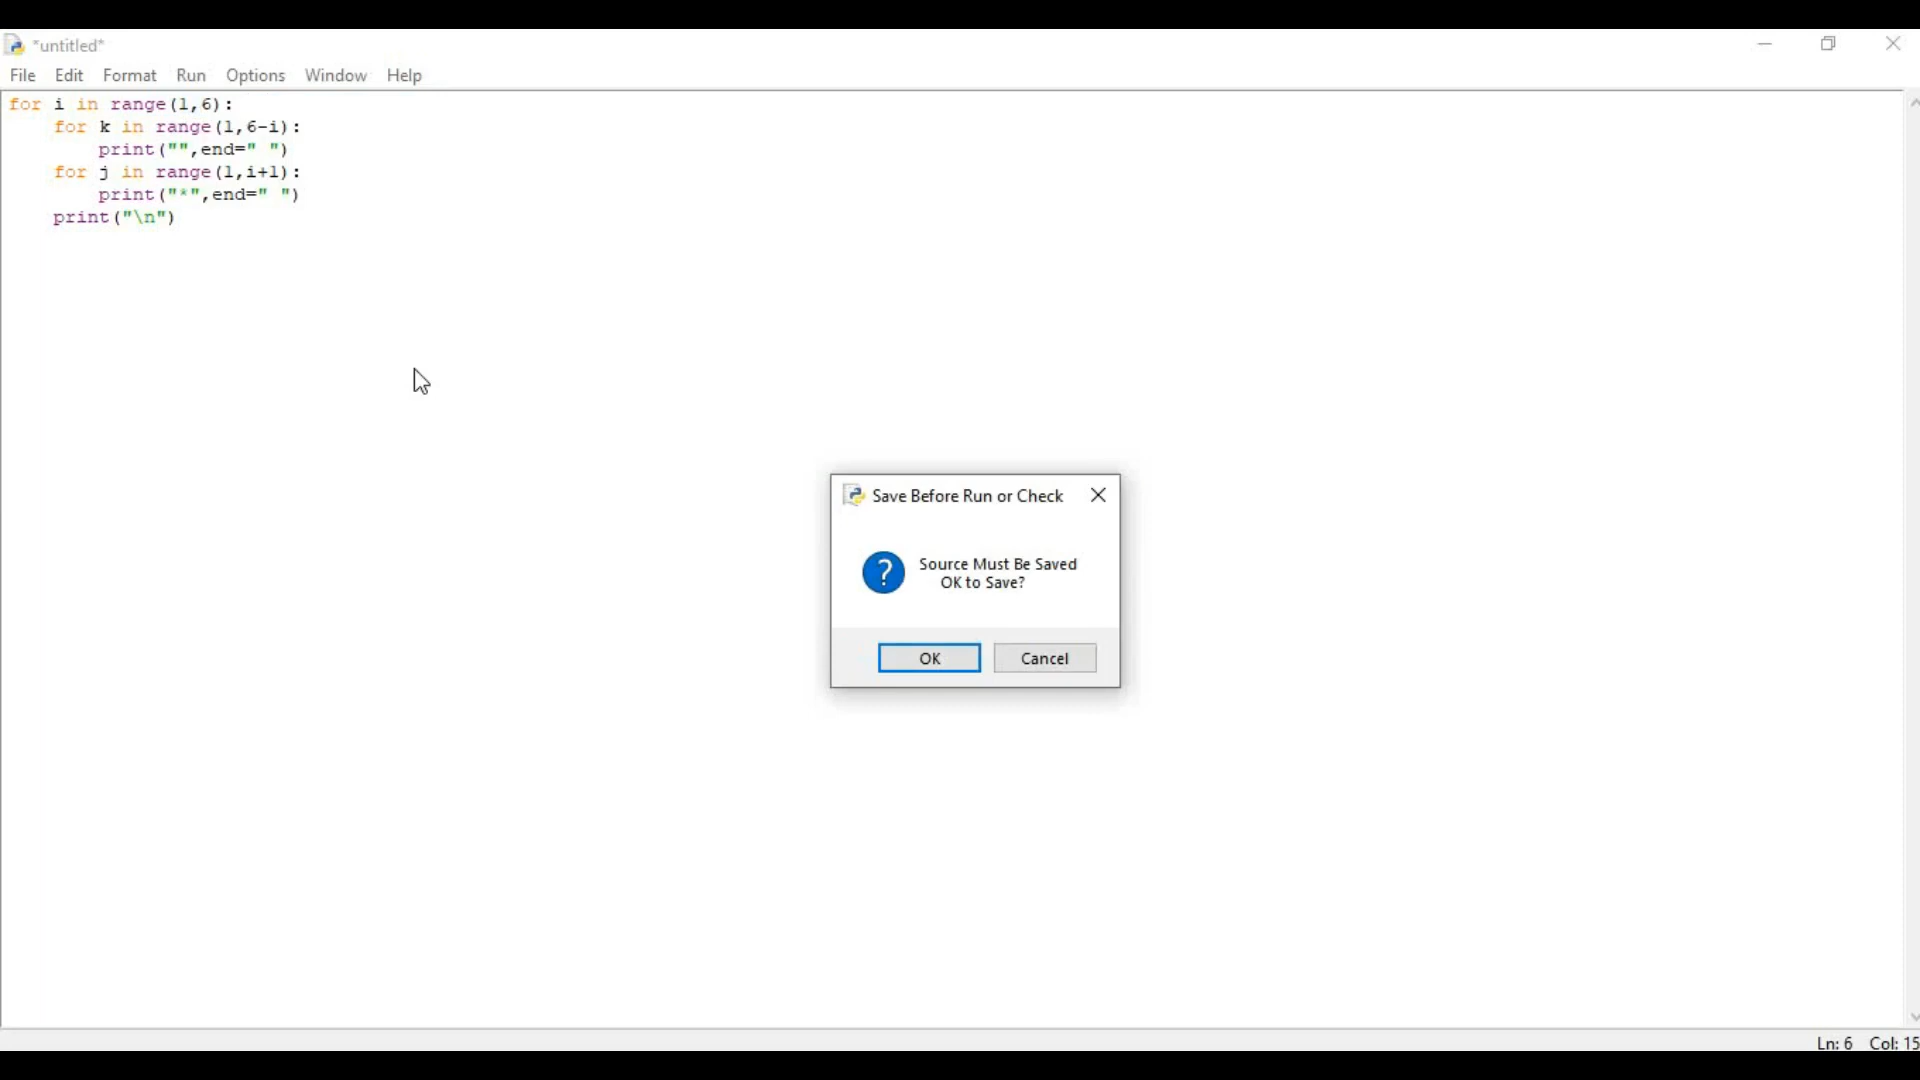 *untitled*
File Edit Format Run Options Window Help
for i in range(1,6):
    for k in range(1,6-i):
        print("",end=" ")
    for j in range(1,i+1):
        print("*",end=" ")
    print("\n")
Save Before Run or Check
Source Must Be Saved
OK to Save?
OK Cancel
Ln: 6 Col: 15